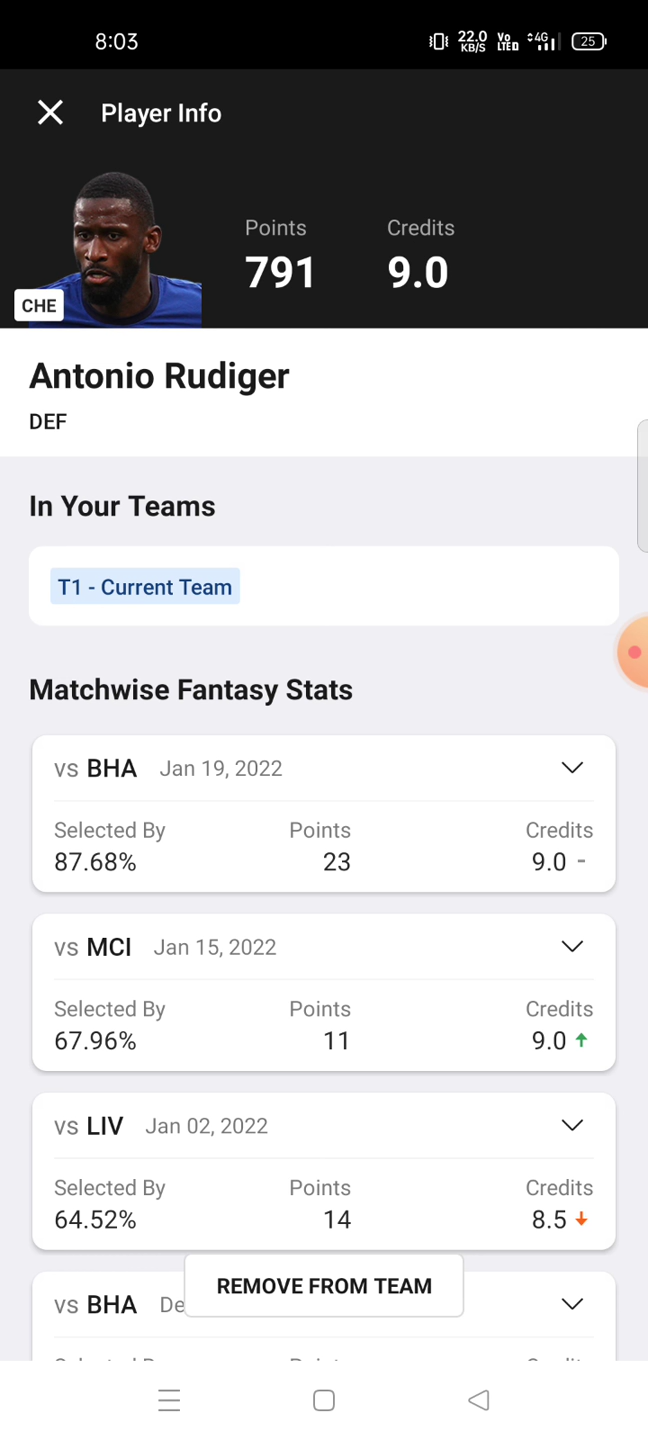 8:03 22.0 KB/S Vo LTED 4G 25
Player Info
Points Credits
791 9.0
CHE
Antonio Rudiger
DEF
In Your Teams
T1 - Current Team
Matchwise Fantasy Stats
vs BHA Jan 19, 2022
Selected By Points Credits
87.68% 23 9.0 -
vs MCI Jan 15, 2022
Selected By Points Credits
67.96% 11 9.0 ↑
vs LIV Jan 02, 2022
Selected By Points Credits
64.52% 14 8.5 ↓
REMOVE FROM TEAM
vs BHA De